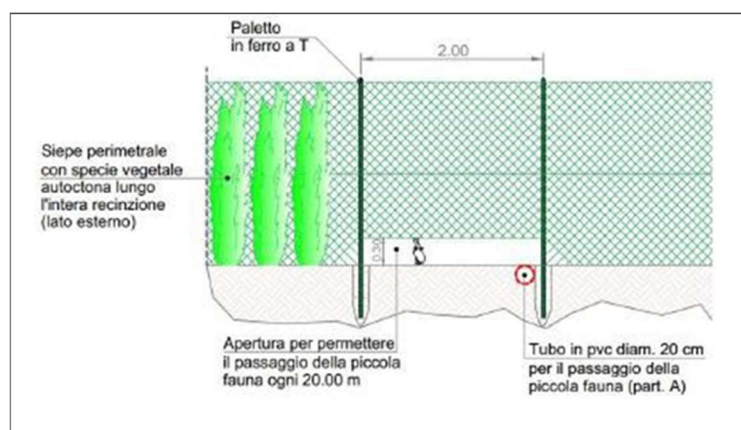 Paletto
in ferro a T
2.00
Siepe perimetrale
con specie vegetale
autoctona lungo
l'intera recinzione
(lato esterno)
0.30
Apertura per permettere
il passaggio della piccola
fauna ogni 20.00 m
Tubo in pvc diam. 20 cm
per il passaggio della
piccola fauna (part. A)